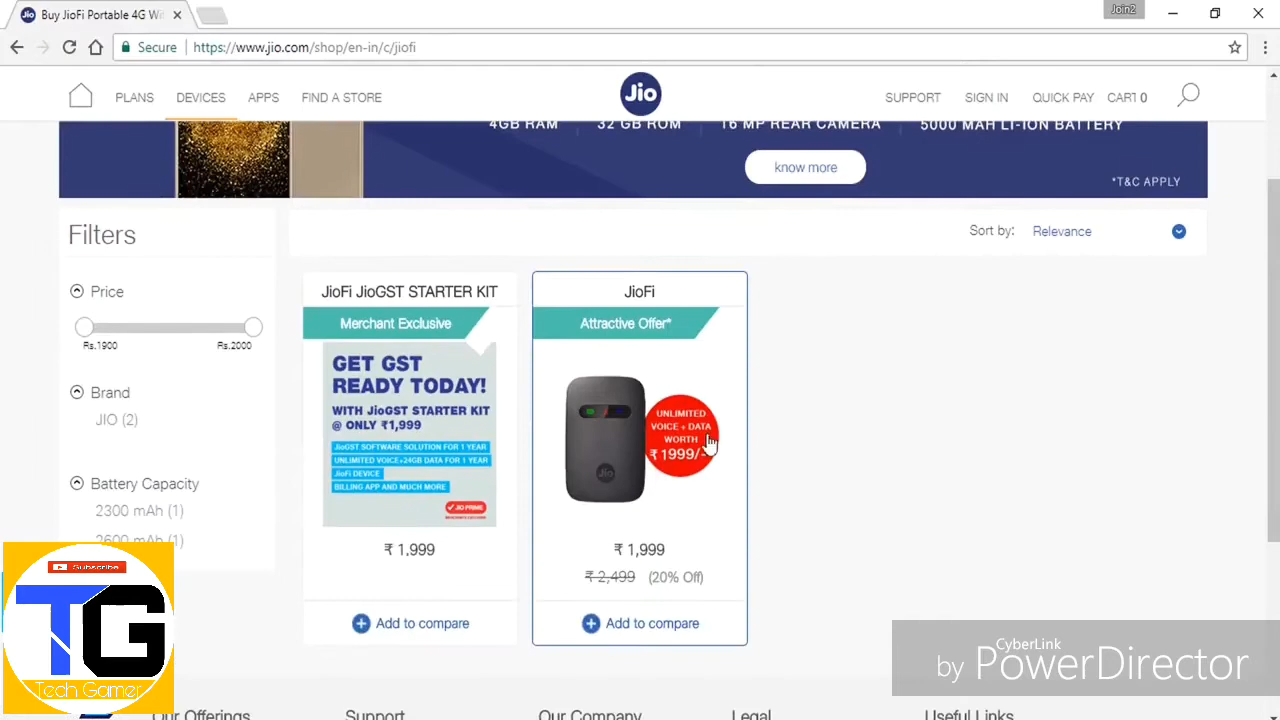 Jio Buy JioFi Portable 4G Wi
Join2
Secure https://www.jio.com/shop/en-in/c/jiofi
PLANS DEVICES APPS FIND A STORE Jio SUPPORT SIGN IN QUICK PAY CART 0
4GB RAM 32 GB ROM 16 MP REAR CAMERA 5000 MAH LI-ION BATTERY
know more
*T&C APPLY
Filters
Sort by: Relevance
Price
Rs.1900 Rs.2000
Brand
JIO (2)
Battery Capacity
2300 mAh (1)
2600 mAh (1)
JioFi JioGST STARTER KIT
Merchant Exclusive
GET GST
READY TODAY!
WITH JioGST STARTER KIT
@ ONLY ₹1,999
JioGST SOFTWARE SOLUTION FOR 1 YEAR
UNLIMITED VOICE+24GB DATA FOR 1 YEAR
JioFi DEVICE
BILLING APP AND MUCH MORE
JIO PRIME
₹ 1,999
Add to compare
JioFi
Attractive Offer*
Jio
UNLIMITED
VOICE + DATA
WORTH
₹ 1999/-
₹ 1,999
₹ 2,499 (20% Off)
Add to compare
Subscribe
TG
Tech Gamer
CyberLink
by PowerDirector
Our Offerings Support Our Company Legal Useful Links